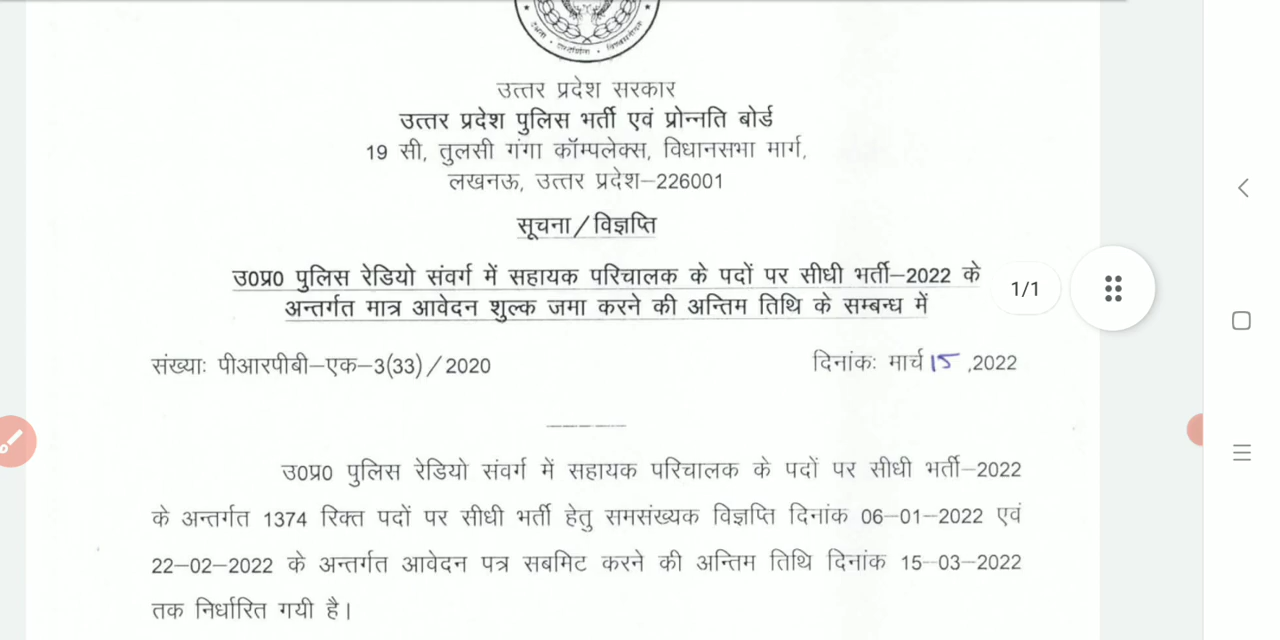 उत्तर प्रदेश सरकार
उत्तर प्रदेश पुलिस भर्ती एवं प्रोन्नति बोर्ड
19 सी, तुलसी गंगा कॉम्पलेक्स, विधानसभा मार्ग,
लखनऊ, उत्तर प्रदेश–226001
सूचना/विज्ञप्ति
उ0प्र0 पुलिस रेडियो संवर्ग में सहायक परिचालक के पदों पर सीधी भर्ती–2022 के
अन्तर्गत मात्र आवेदन शुल्क जमा करने की अन्तिम तिथि के सम्बन्ध में
1/1
संख्याः पीआरपीबी–एक–3(33)/2020
दिनांकः मार्च 15 ,2022
उ0प्र0 पुलिस रेडियो संवर्ग में सहायक परिचालक के पदों पर सीधी भर्ती–2022
के अन्तर्गत 1374 रिक्त पदों पर सीधी भर्ती हेतु समसंख्यक विज्ञप्ति दिनांक 06–01–2022 एवं
22–02–2022 के अन्तर्गत आवेदन पत्र सबमिट करने की अन्तिम तिथि दिनांक 15–03–2022
तक निर्धारित गयी है।